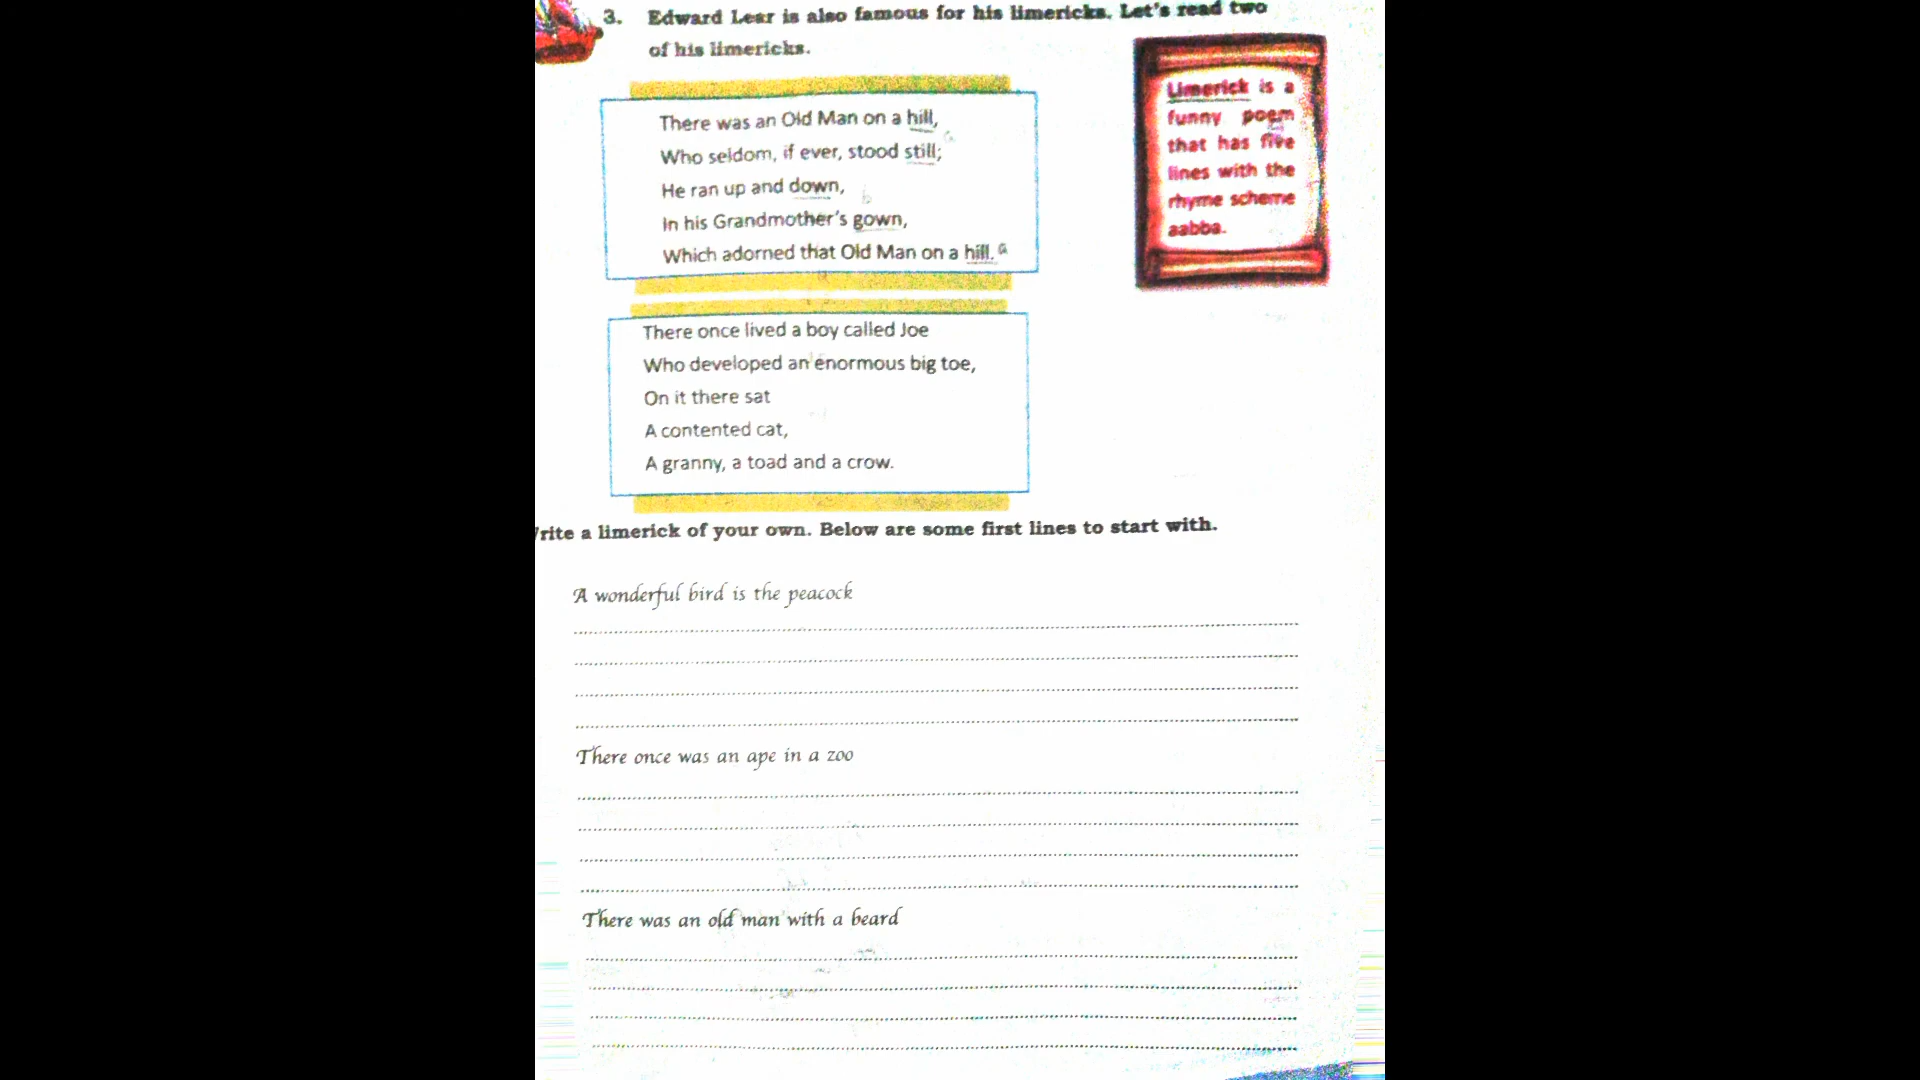 3. Edward Lear is also famous for his limericks. Let's read two
of his limericks.
There was an Old Man on a hill,
Who seldom, if ever, stood still;
He ran up and down,
In his Grandmother's gown,
Which adorned that Old Man on a hill. a
Limerick is a
funny poem
that has five
lines with the
rhyme scheme
aabba.
There once lived a boy called Joe
Who developed an enormous big toe,
On it there sat
A contented cat,
A granny, a toad and a crow.
rite a limerick of your own. Below are some first lines to start with.
A wonderful bird is the peacock
There once was an ape in a zoo
There was an old man with a beard